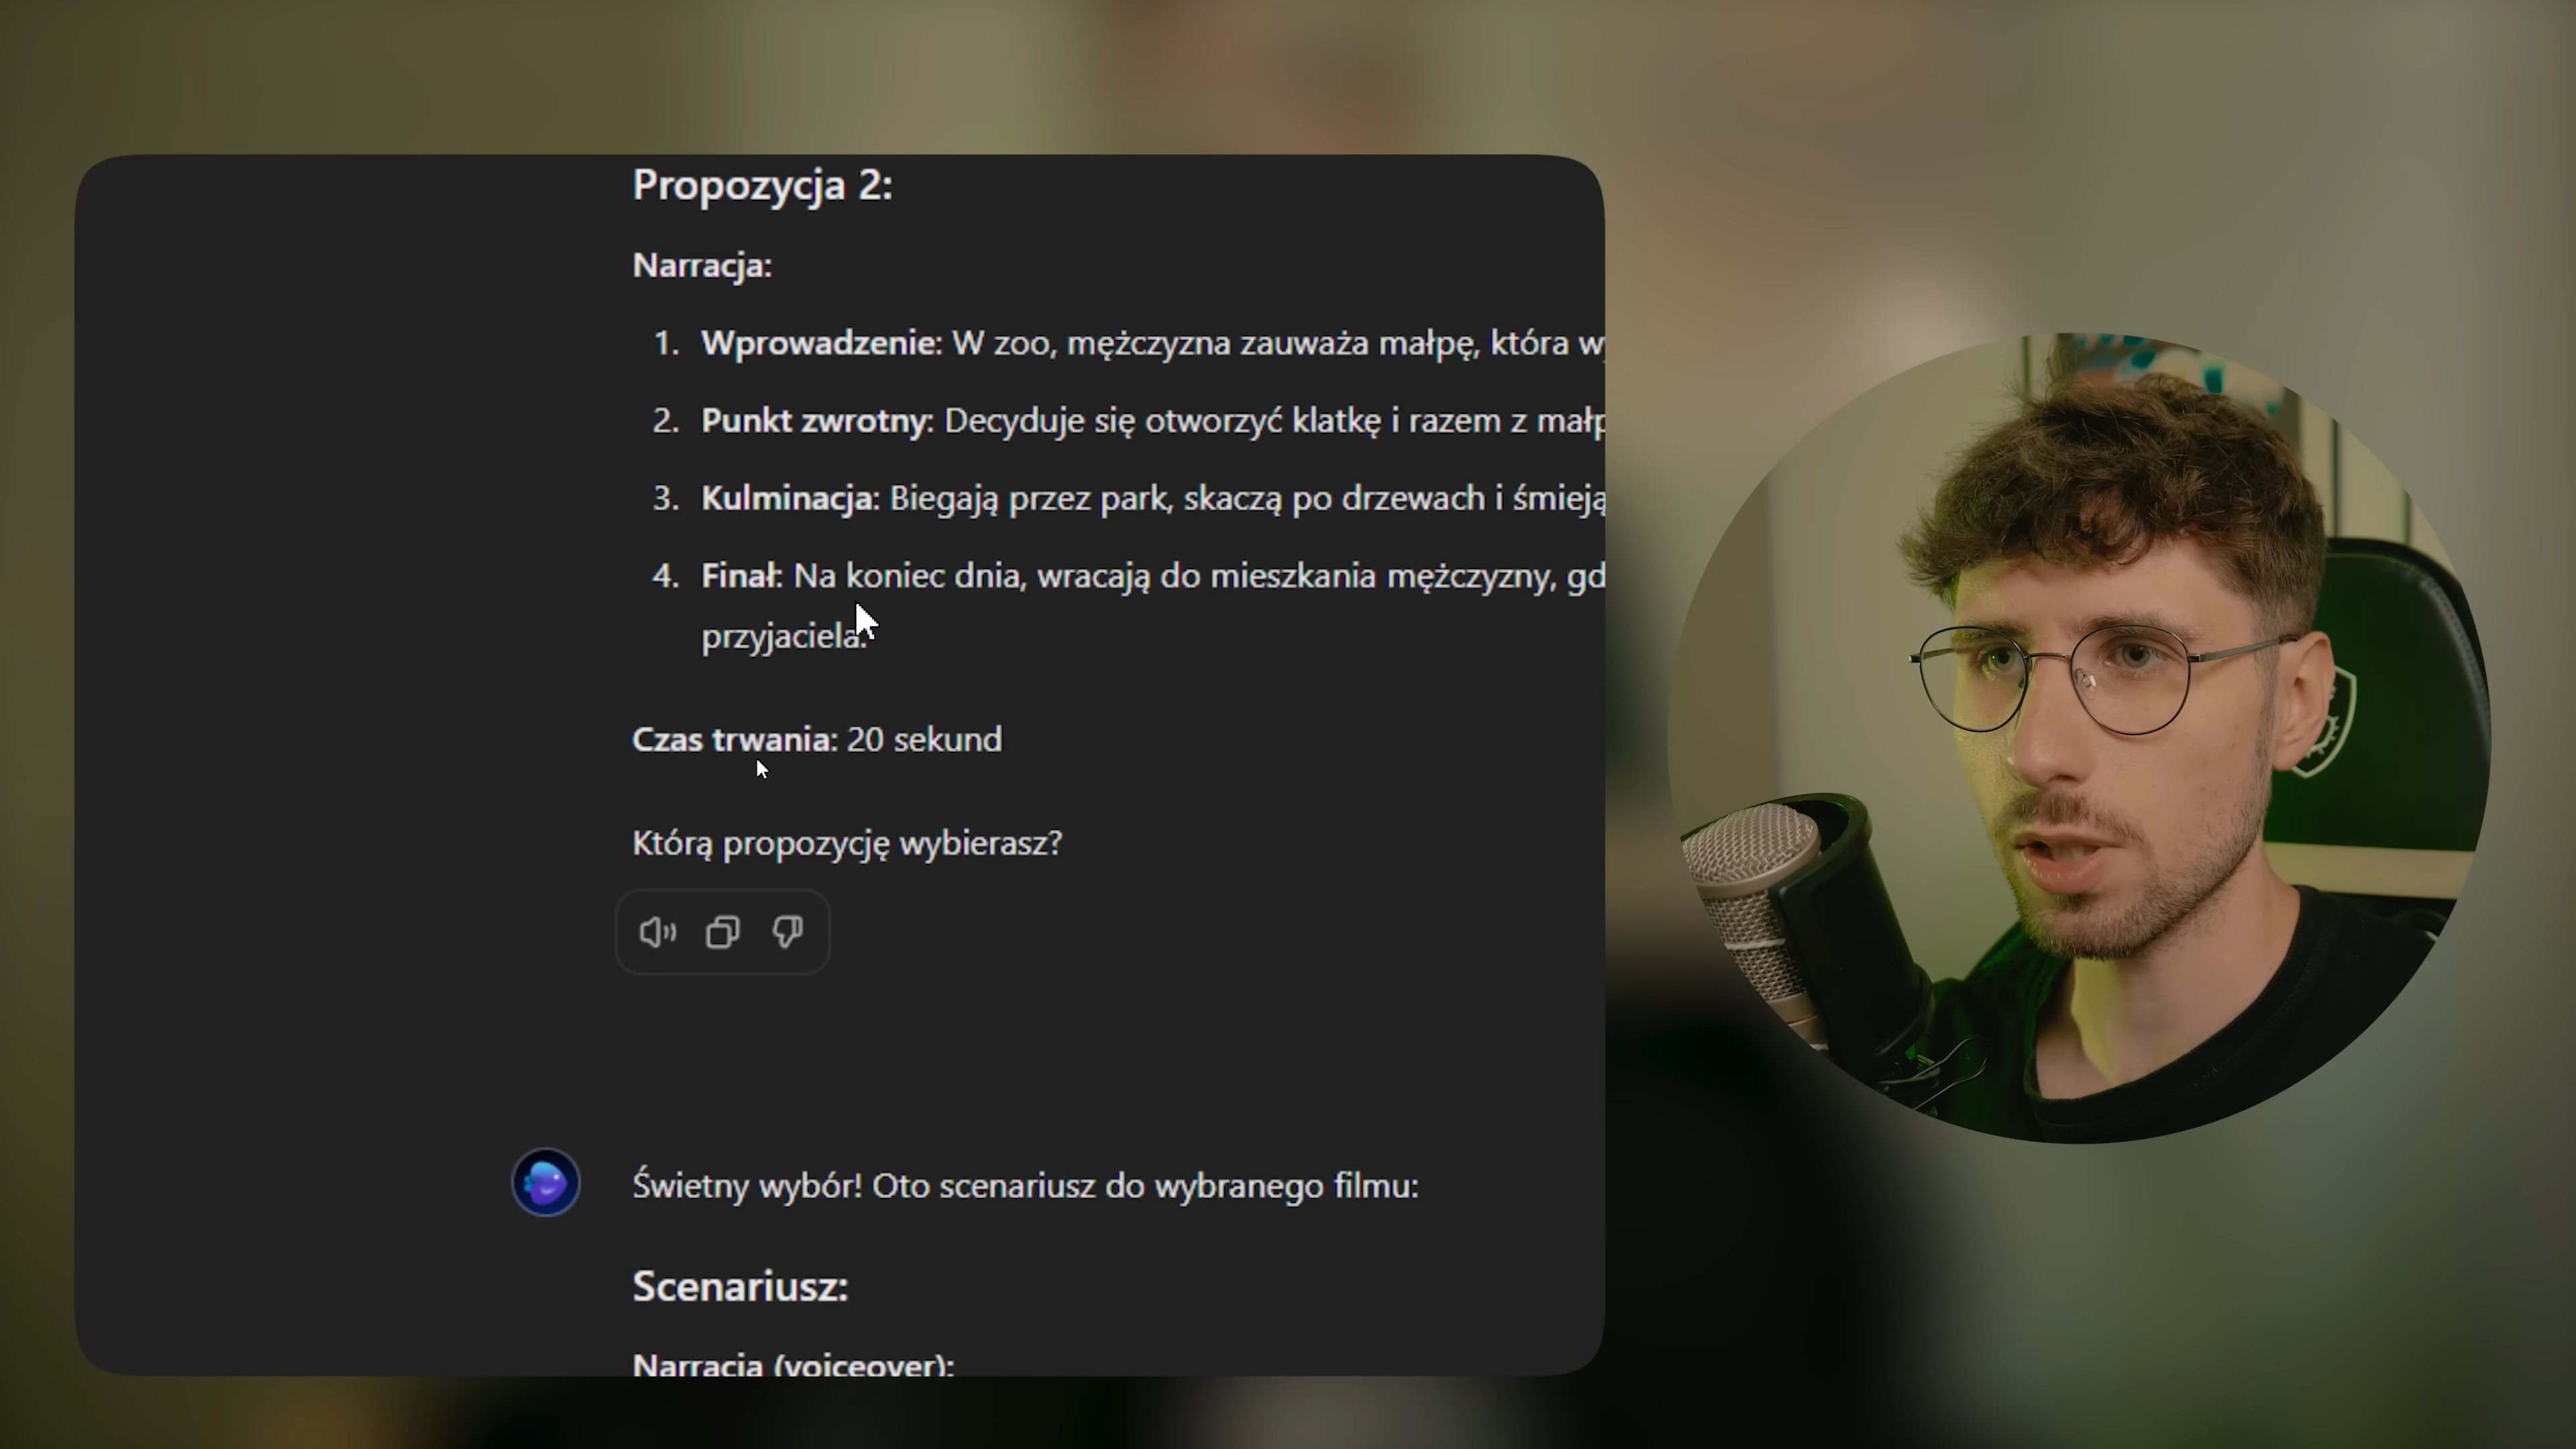 Propozycja 2:
Narracja:
1. Wprowadzenie: W zoo, mężczyzna zauważa małpę, która
2. Punkt zwrotny: Decyduje się otworzyć klatkę i razem z
3. Kulminacja: Biegają przez park, skaczą po drzewach i
4. Finał: Na koniec dnia, wracają do mieszkania mężczyzny,
przyjaciela.
Czas trwania: 20 sekund
Którą propozycję wybierasz?
Świetny wybór! Oto scenariusz do wybranego filmu:
Scenariusz:
Narracja (voiceover):